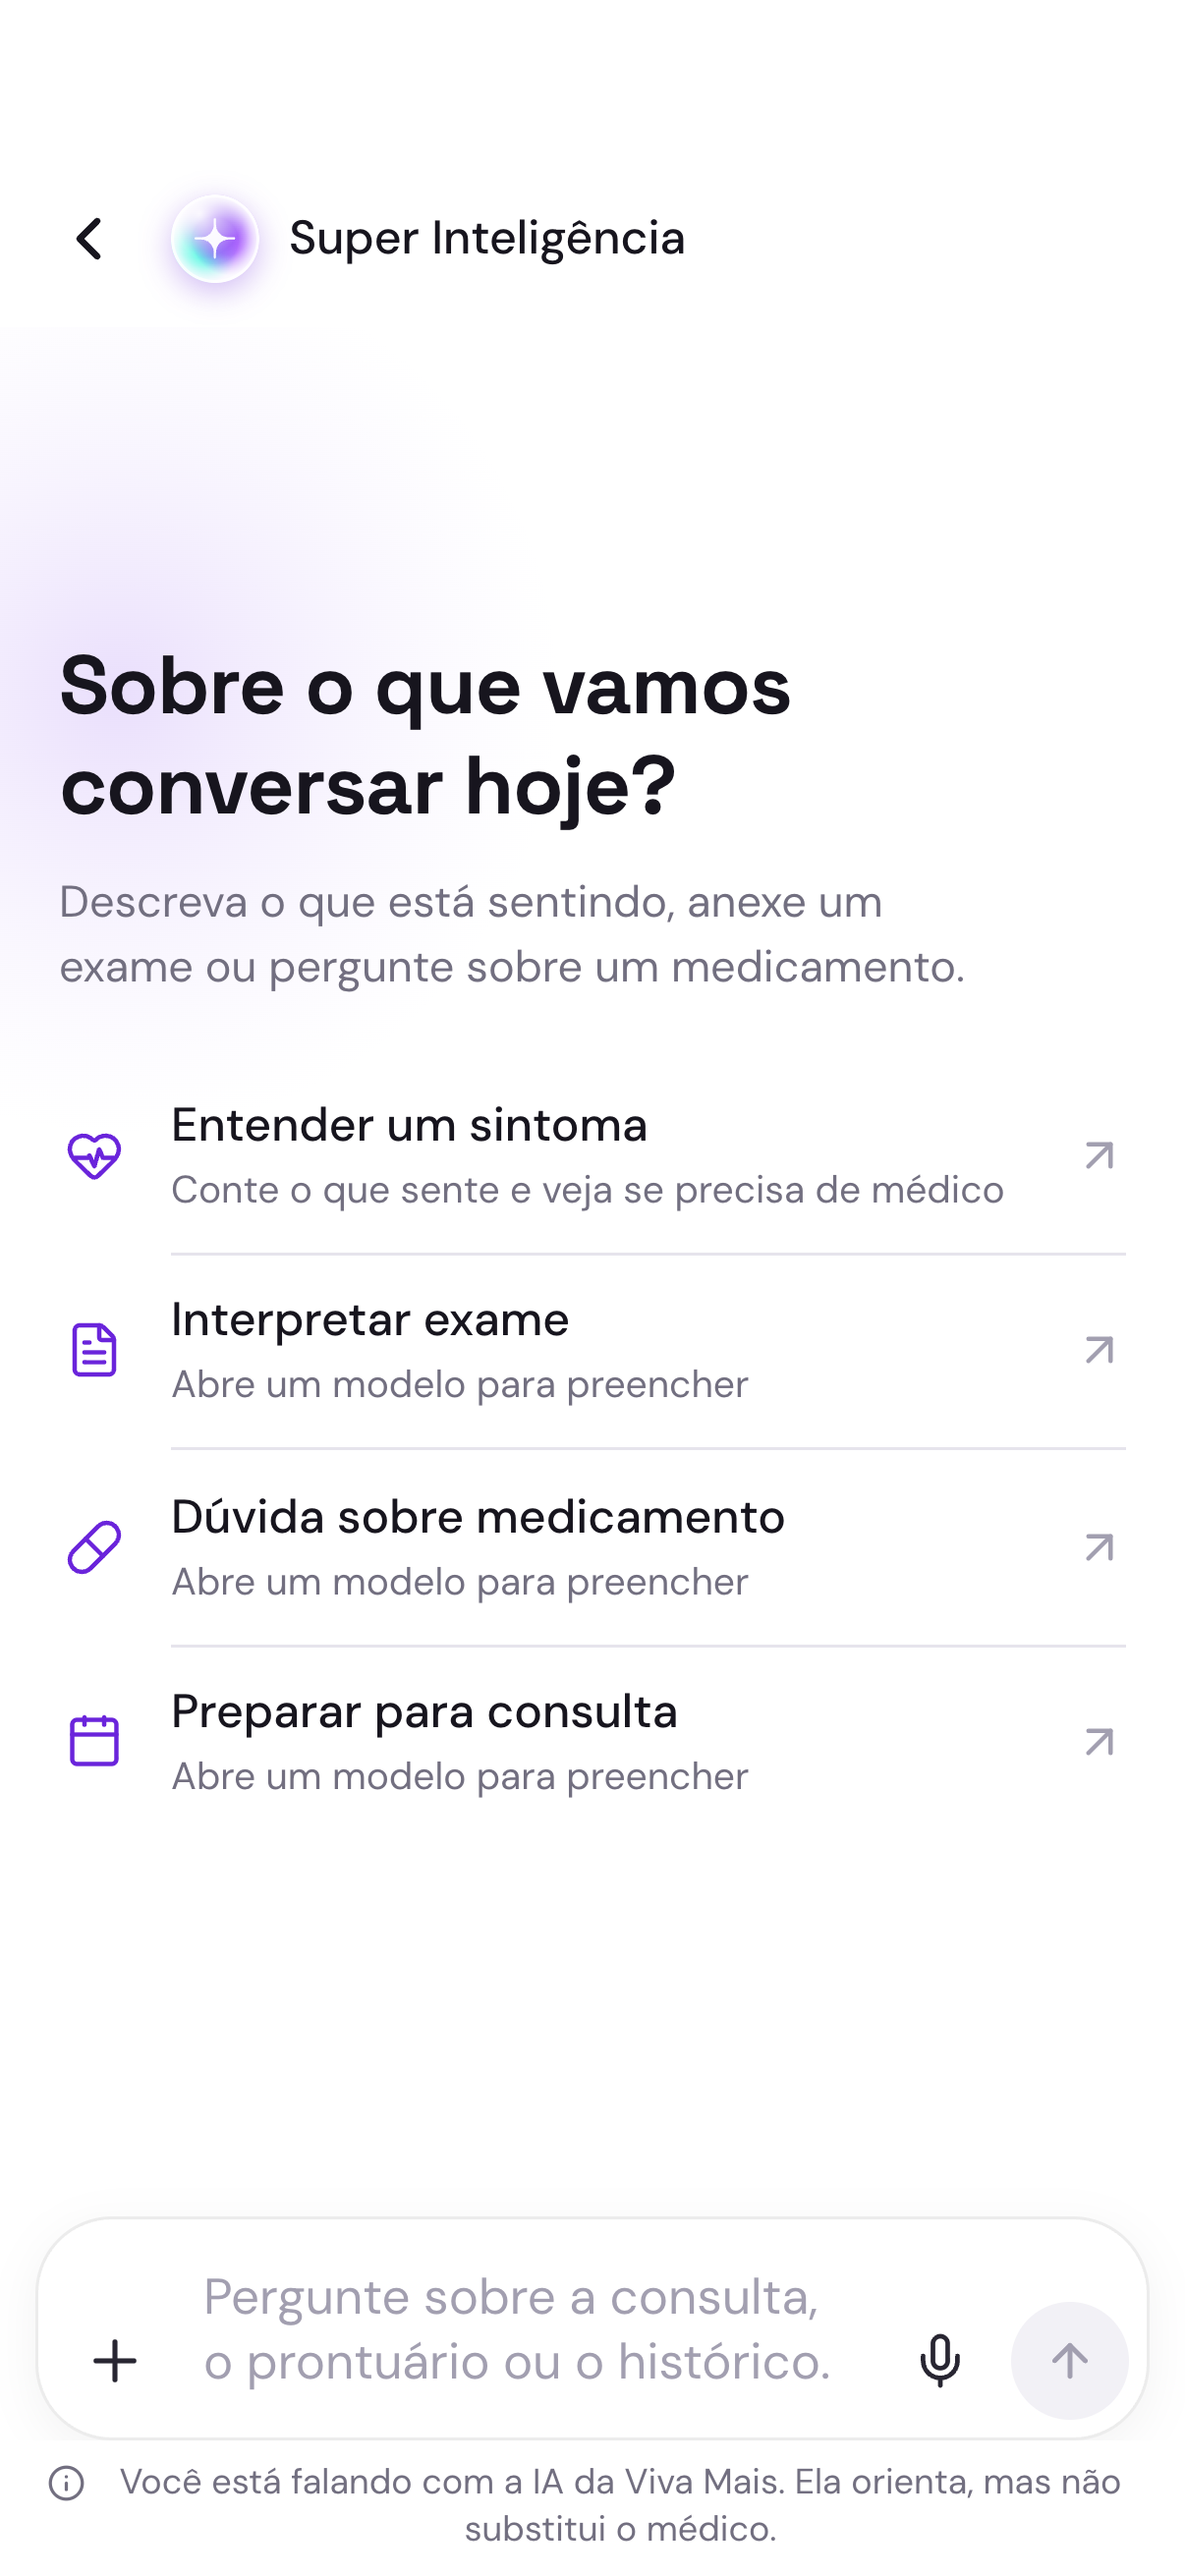 Super Inteligência
Sobre o que vamos
conversar hoje?
Descreva o que está sentindo, anexe um
exame ou pergunte sobre um medicamento.
Entender um sintoma
Conte o que sente e veja se precisa de médico
Interpretar exame
Abre um modelo para preencher
Dúvida sobre medicamento
Abre um modelo para preencher
Preparar para consulta
Abre um modelo para preencher
Pergunte sobre a consulta,
o prontuário ou o histórico.
Você está falando com a IA da Viva Mais. Ela orienta, mas não
substitui o médico.